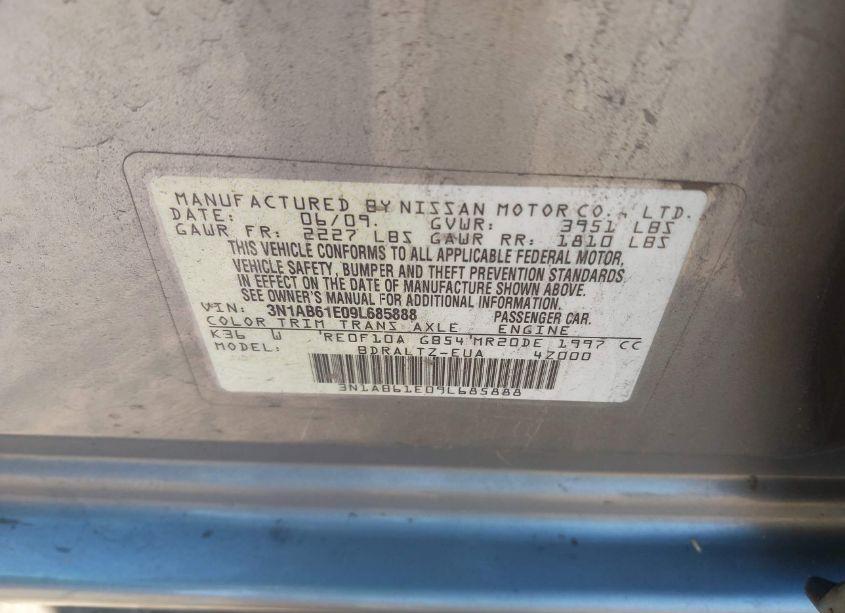 MANUFACTURED BY NISSAN MOTOR CO., LTD.
DATE: 06/09. GVWR: 3951 LBS
GAWR FR: 2227 LBS GAWR RR: 1810 LBS
THIS VEHICLE CONFORMS TO ALL APPLICABLE FEDERAL MOTOR,
VEHICLE SAFETY, BUMPER AND THEFT PREVENTION STANDARDS
IN EFFECT ON THE DATE OF MANUFACTURE SHOWN ABOVE.
SEE OWNER'S MANUAL FOR ADDITIONAL INFORMATION.
VIN: 3N1AB61E09L685888 PASSENGER CAR.
COLOR TRIM TRANS AXLE ENGINE
K36 W RE0F10A GB54 MR20DE 1997 CC
MODEL: BDRALTZ-EUA 4Z000
3N1AB61E09L685888